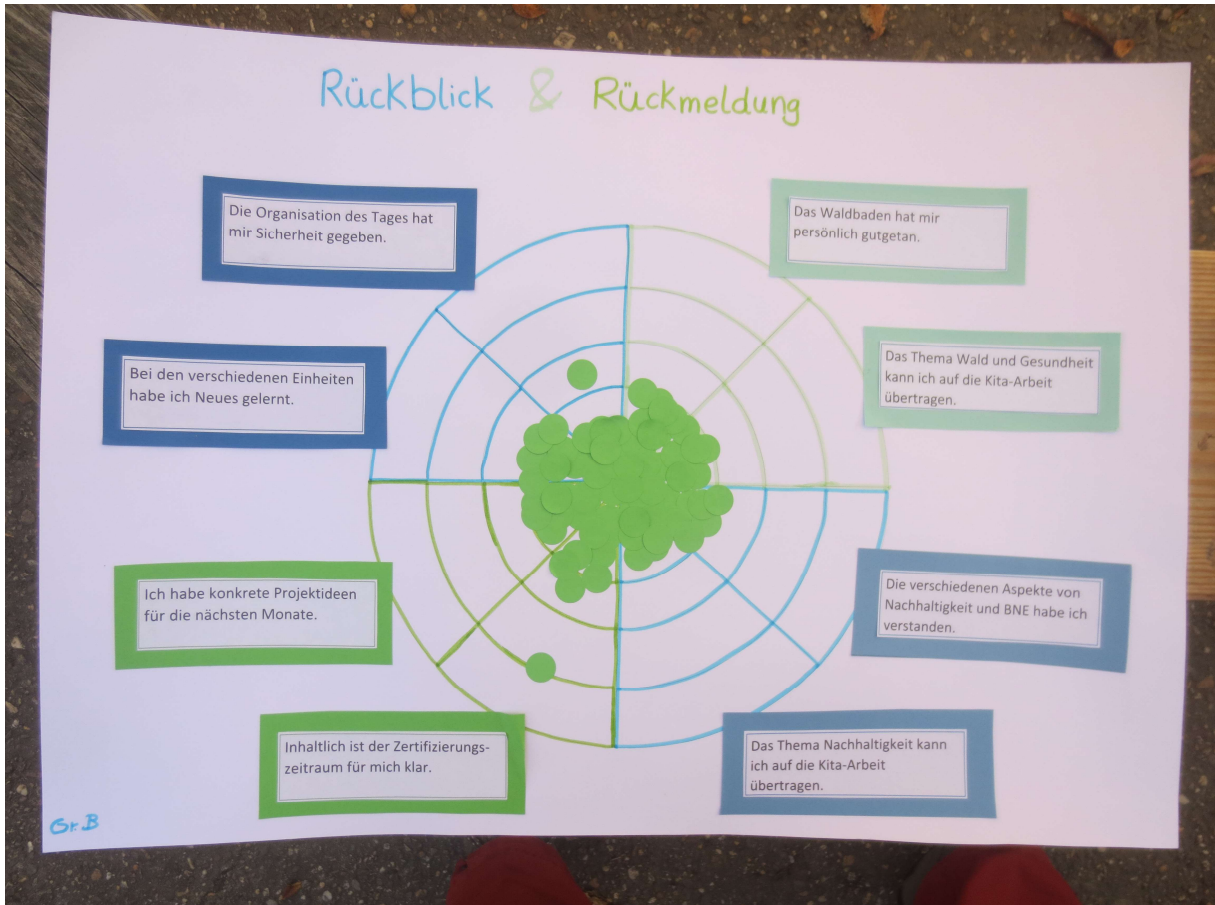 Rückblick & Rückmeldung
Die Organisation des Tages hat
mir Sicherheit gegeben.
Das Waldbaden hat mir
persönlich gutgetan.
Bei den verschiedenen Einheiten
habe ich Neues gelernt.
Das Thema Wald und Gesundheit
kann ich auf die Kita-Arbeit
übertragen.
Ich habe konkrete Projektideen
für die nächsten Monate.
Die verschiedenen Aspekte von
Nachhaltigkeit und BNE habe ich
verstanden.
Inhaltlich ist der Zertifizierungs-
zeitraum für mich klar.
Das Thema Nachhaltigkeit kann
ich auf die Kita-Arbeit
übertragen.
Gr. B